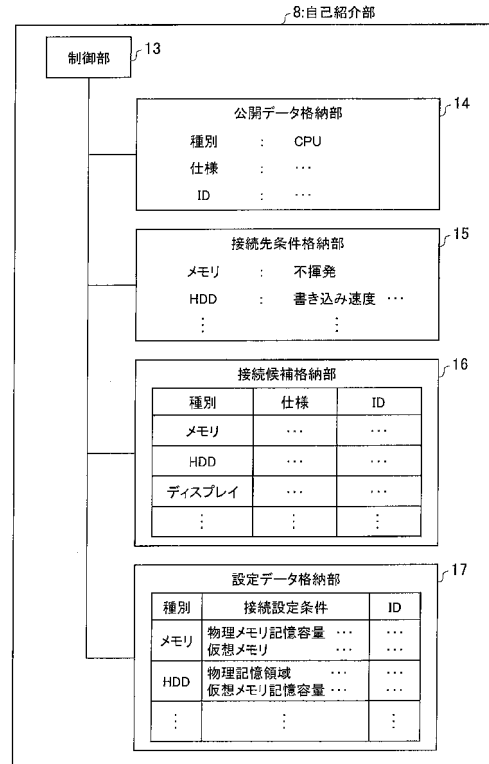 8:自己紹介部
制御部
13
公開データ格納部
14
種別 : CPU
仕様 : ・・・
ID : ・・・
接続先条件格納部
15
メモリ : 不揮発
HDD : 書き込み速度 ・・・
⋮ ⋮
接続候補格納部
16
種別 仕様 ID
メモリ ・・・ ・・・
HDD ・・・ ・・・
ディスプレイ ・・・ ・・・
⋮ ⋮ ⋮
設定データ格納部
17
種別 接続設定条件 ID
メモリ 物理メモリ記憶容量 ・・・ ・・・
仮想メモリ ・・・ ・・・
HDD 物理記憶領域 ・・・ ・・・
仮想メモリ記憶容量 ・・・ ・・・
⋮ ⋮ ⋮